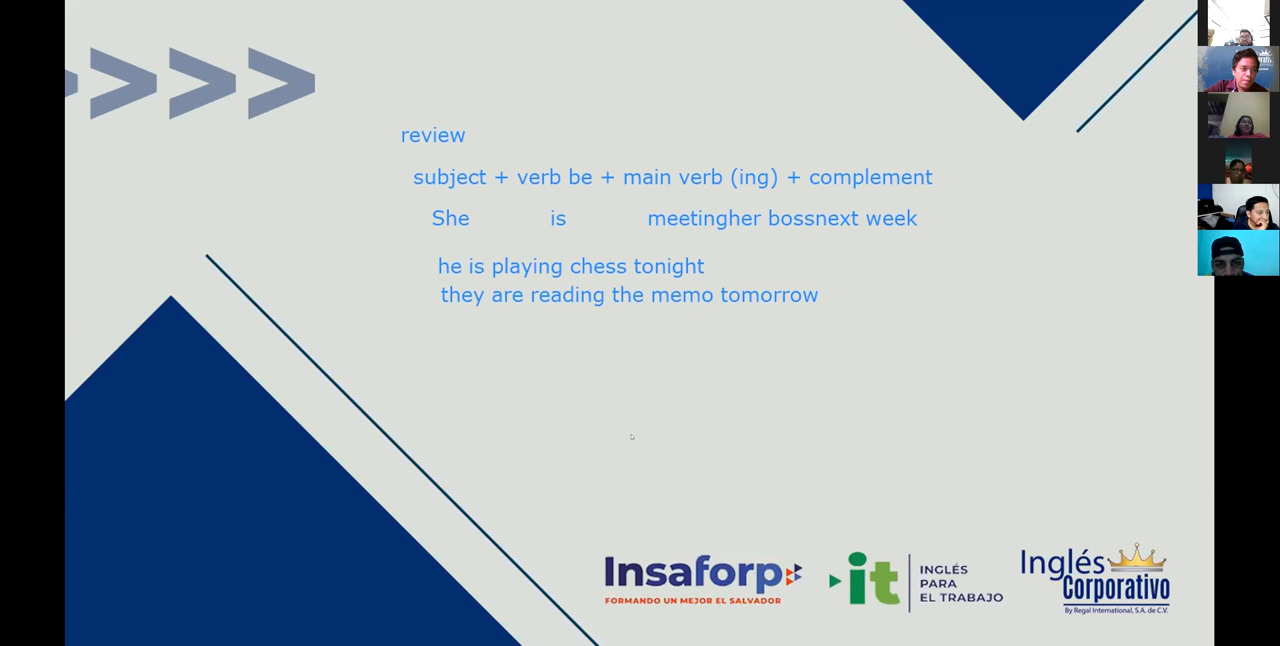 review
subject + verb be + main verb (ing) + complement
She is meetingher bossnext week
he is playing chess tonight
they are reading the memo tomorrow
Insaforp
FORMANDO UN MEJOR EL SALVADOR
it
INGLÉS
PARA
EL TRABAJO
Inglés
Corporativo
By Regal International, S.A. de C.V.